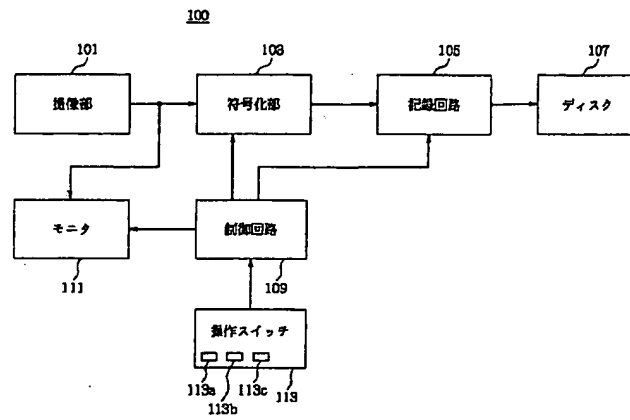 100
101
103
105
107
撮像部
符号化部
記録回路
ディスク
モニタ
制御回路
111
109
操作スイッチ
113a
113b
113c
113